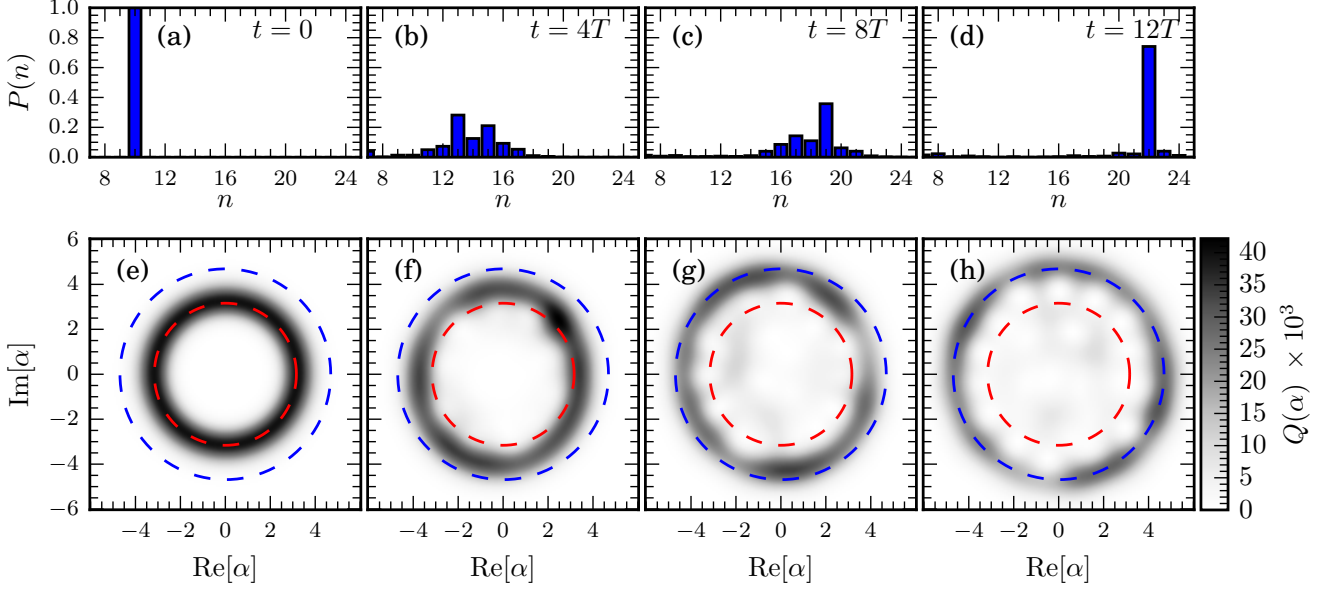 P(n)
1.0
0.8
0.6
0.4
0.2
0.0
(a) t = 0
(b) t = 4T
(c) t = 8T
(d) t = 12T
8 12 16 20 24
8 12 16 20 24
8 12 16 20 24
8 12 16 20 24
n n n n
Im[α]
6
4
2
0
−2
−4
−6
(e)
(f)
(g)
(h)
−4 −2 0 2 4
−4 −2 0 2 4
−4 −2 0 2 4
−4 −2 0 2 4
Re[α] Re[α] Re[α] Re[α]
40
35
30
25
20
15
10
5
0
Q(α) × 10³